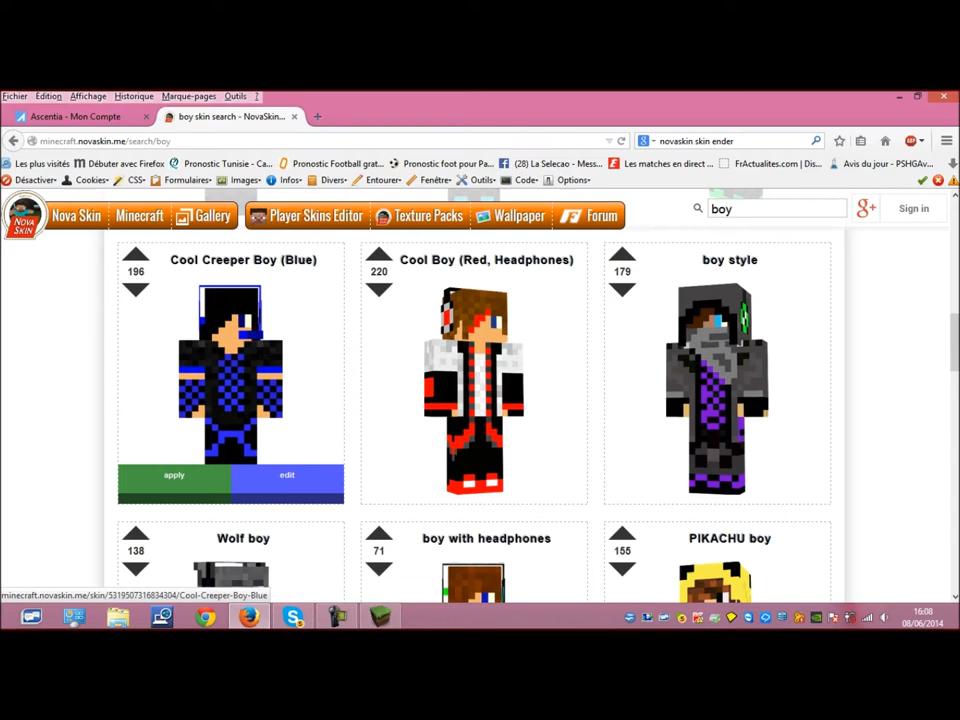 Fichier Édition Affichage Historique Marque-pages Outils ?
Ascentia - Mon Compte × boy skin search - NovaSkin... × +
minecraft.novaskin.me/search/boy novaskin skin ender
Les plus visités Débuter avec Firefox Pronostic Tunisie - Ca... Pronostic Football grat... Pronostic foot pour Pa... (28) La Selecao - Mess... Les matches en direct ... FrActualites.com | Dis... Avis du jour - PSHGAv...
Désactiver Cookies CSS Formulaires Images Infos Divers Entourer Fenêtre Outils Code Options
NOVA SKIN Nova Skin Minecraft Gallery Player Skins Editor Texture Packs Wallpaper Forum boy g+ Sign in
196 Cool Creeper Boy (Blue) 220 Cool Boy (Red, Headphones) 179 boy style
apply edit
138 Wolf boy 71 boy with headphones 155 PIKACHU boy
minecraft.novaskin.me/skin/5319507316834304/Cool-Creeper-Boy-Blue
16:08
08/06/2014